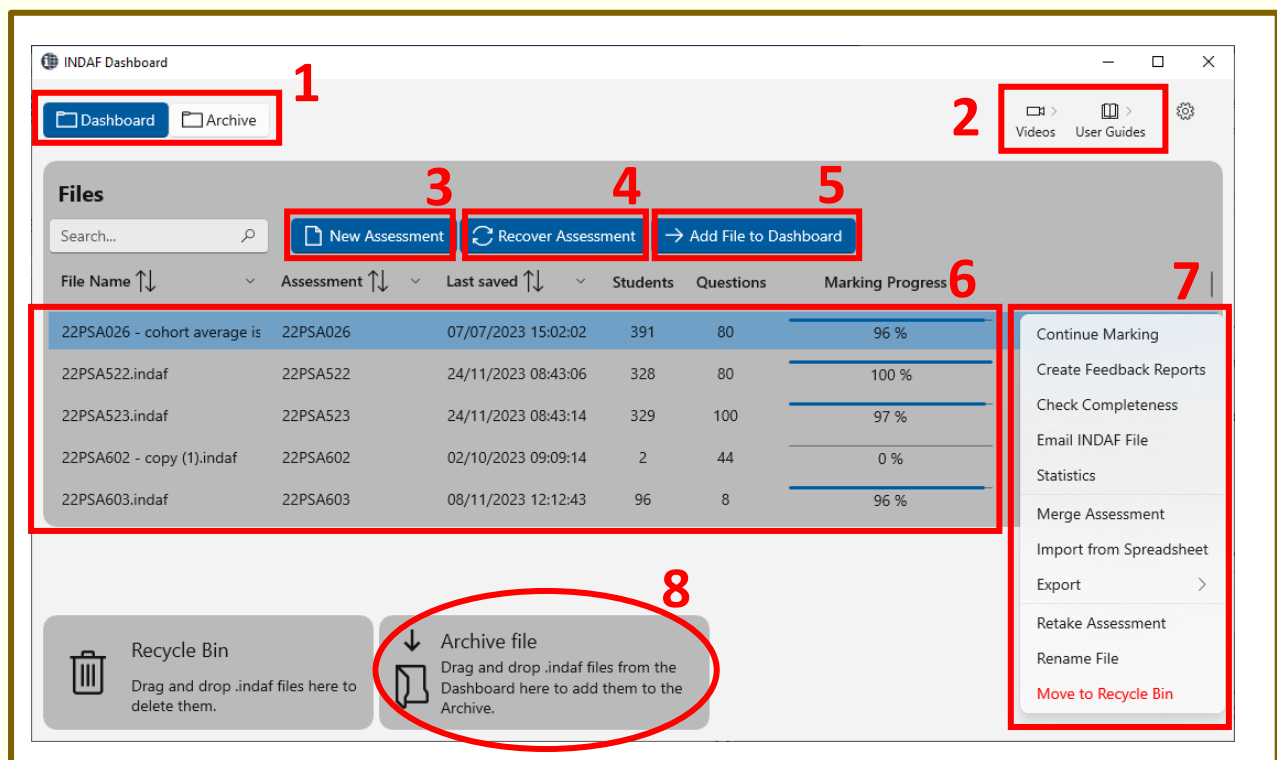 INDAF Dashboard
1
Dashboard Archive
2
Videos User Guides
Files
3 4 5
Search...
New Assessment Recover Assessment Add File to Dashboard
File Name Assessment Last saved Students Questions Marking Progress
6 7
22PSA026 - cohort average is 22PSA026 07/07/2023 15:02:02 391 80 96 %
22PSA522.indaf 22PSA522 24/11/2023 08:43:06 328 80 100 %
22PSA523.indaf 22PSA523 24/11/2023 08:43:14 329 100 97 %
22PSA602 - copy (1).indaf 22PSA602 02/10/2023 09:09:14 2 44 0 %
22PSA603.indaf 22PSA603 08/11/2023 12:12:43 96 8 96 %
Continue Marking
Create Feedback Reports
Check Completeness
Email INDAF File
Statistics
Merge Assessment
Import from Spreadsheet
Export
Retake Assessment
Rename File
Move to Recycle Bin
Recycle Bin
Drag and drop .indaf files here to
delete them.
8
Archive file
Drag and drop .indaf files from the
Dashboard here to add them to the
Archive.